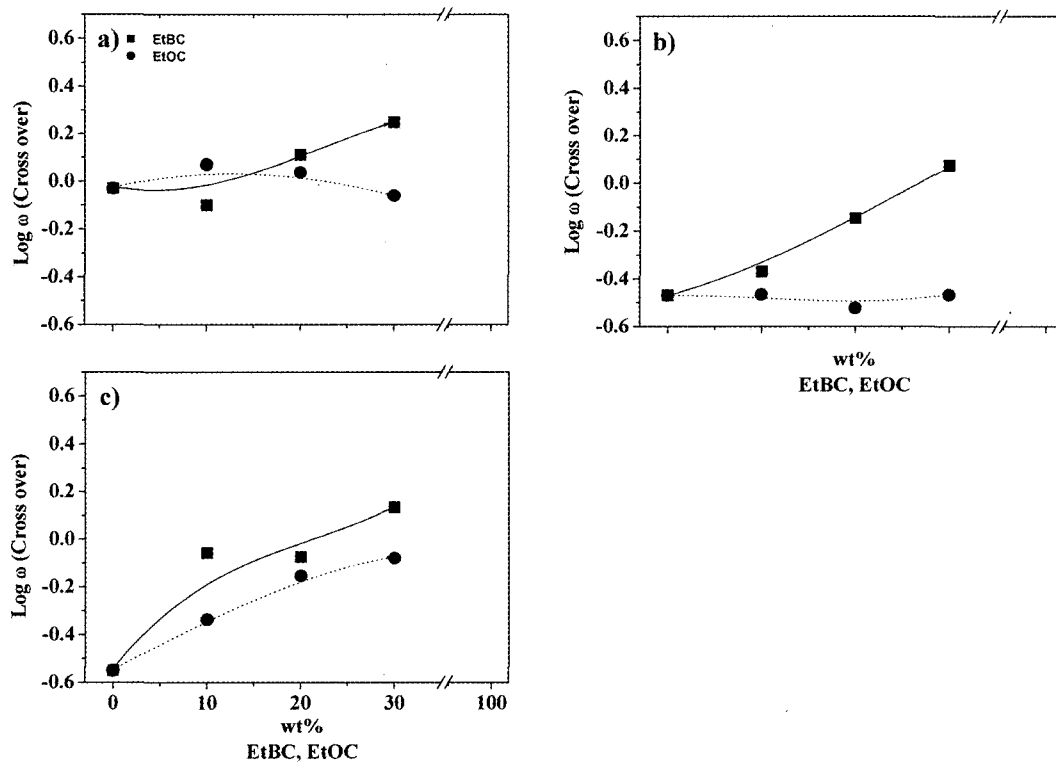 a)
EtBC
EtOC
0.6
0.4
0.2
0.0
-0.2
-0.4
-0.6
Log ω (Cross over)
b)
0.6
0.4
0.2
0.0
-0.2
-0.4
-0.6
Log ω (Cross over)
wt%
EtBC, EtOC
c)
0.6
0.4
0.2
0.0
-0.2
-0.4
-0.6
Log ω (Cross over)
0 10 20 30 100
wt%
EtBC, EtOC